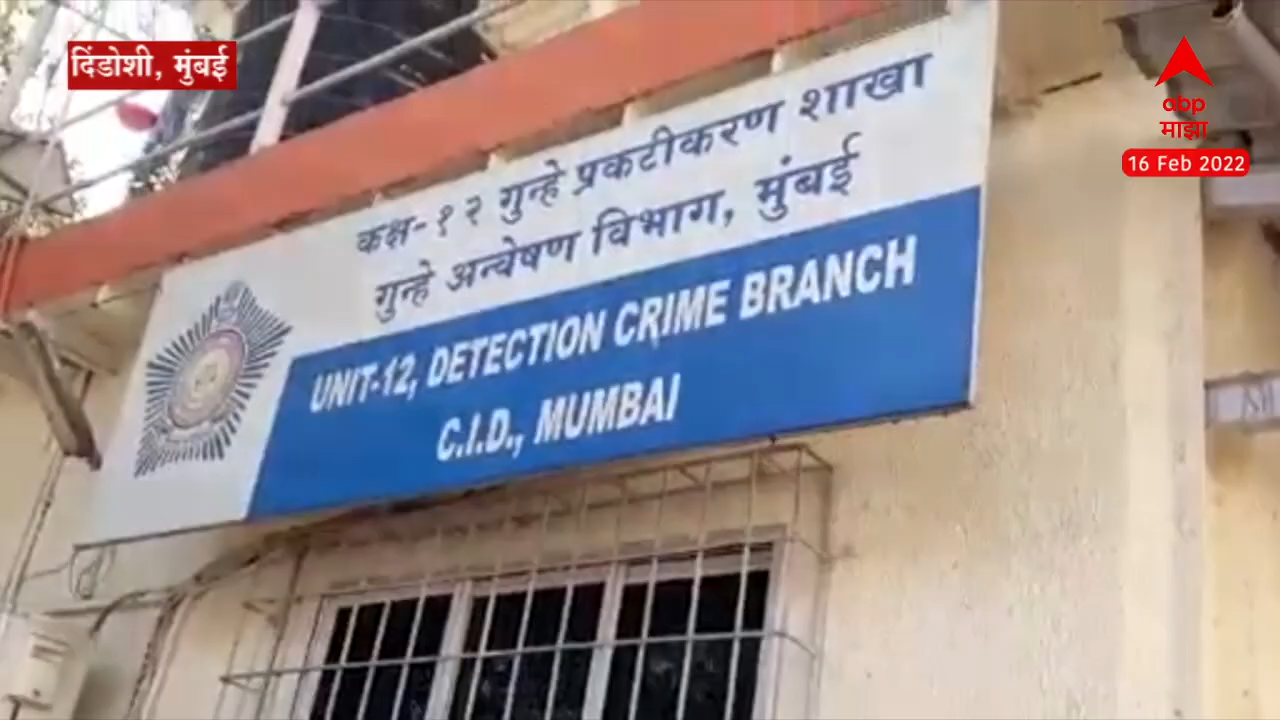 दिंडोशी, मुंबई
abp
माझा
16 Feb 2022
कक्ष-१२ गुन्हे प्रकटीकरण शाखा
गुन्हे अन्वेषण विभाग, मुंबई
UNIT-12, DETECTION CRIME BRANCH
C.I.D., MUMBAI